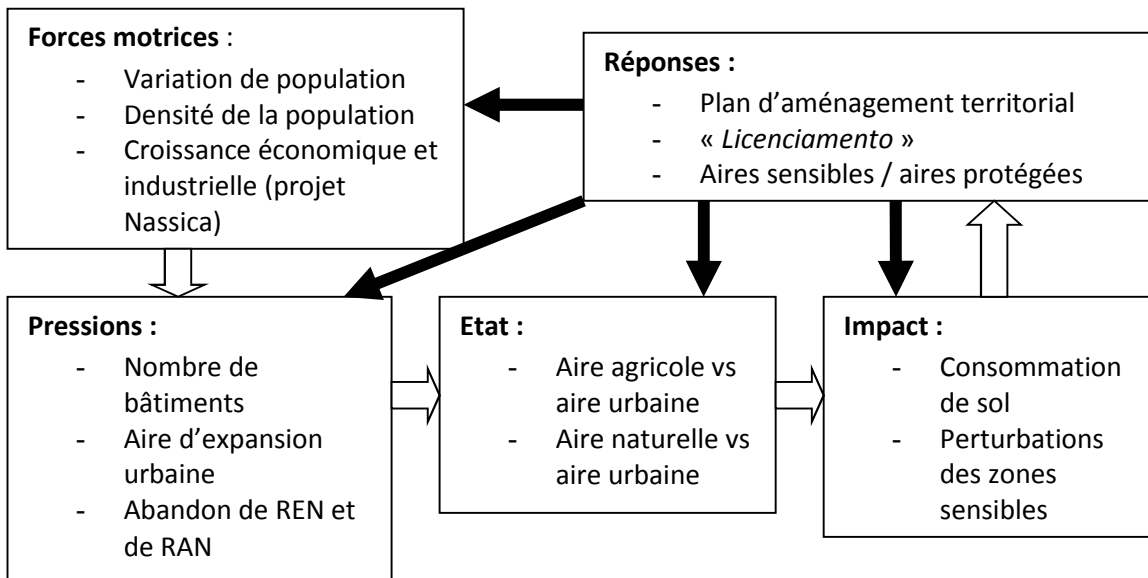 Forces motrices :
- Variation de population
- Densité de la population
- Croissance économique et
industrielle (projet
Nassica)
Réponses :
- Plan d’aménagement territorial
- « Licenciamento »
- Aires sensibles / aires protégées
Pressions :
- Nombre de
bâtiments
- Aire d’expansion
urbaine
- Abandon de REN et
de RAN
Etat :
- Aire agricole vs
aire urbaine
- Aire naturelle vs
aire urbaine
Impact :
- Consommation
de sol
- Perturbations
des zones
sensibles